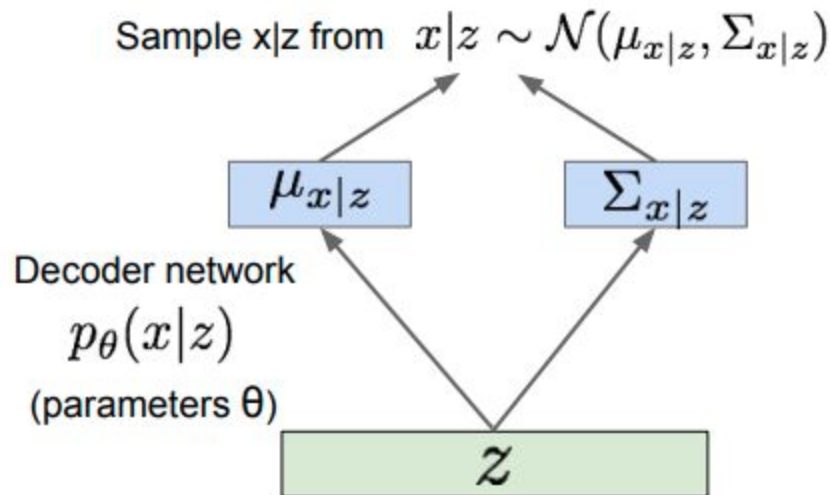 Sample x|z from x|z ∼ 𝒩(μ_{x|z}, Σ_{x|z})
μ_{x|z} Σ_{x|z}
Decoder network
p_θ(x|z)
(parameters θ)
z